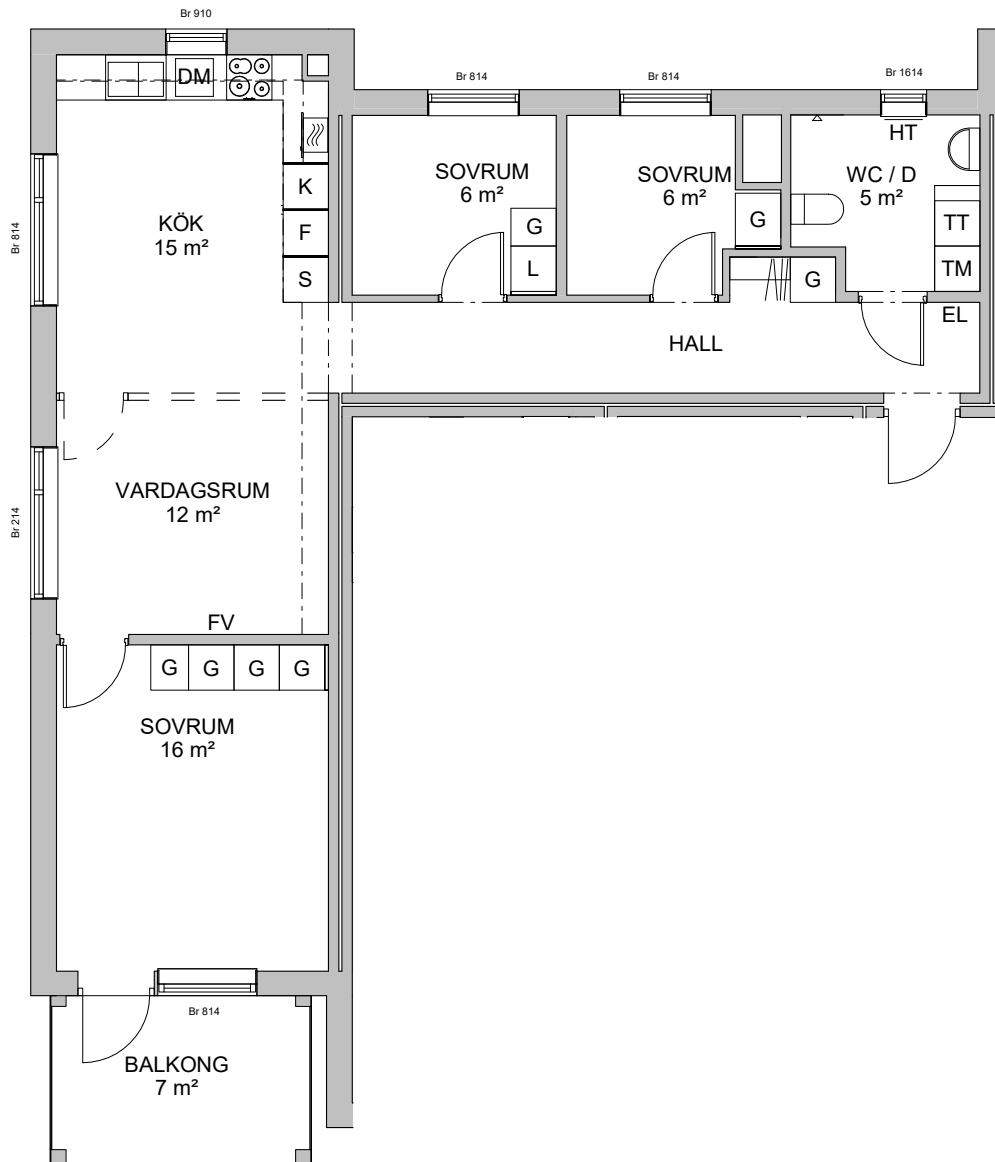 Br 910
DM
Br 814
Br 814
Br 1614
HT
SOVRUM
6 m²
SOVRUM
6 m²
WC / D
5 m²
K
F
S
G
L
G
G
TT
TM
EL
KÖK
15 m²
Br 814
HALL
VARDAGSRUM
12 m²
Br 214
FV
G
G
G
G
SOVRUM
16 m²
Br 814
BALKONG
7 m²